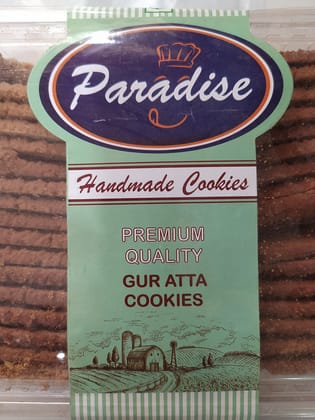 Paradise
Handmade Cookies
PREMIUM
QUALITY
GUR ATTA
COOKIES